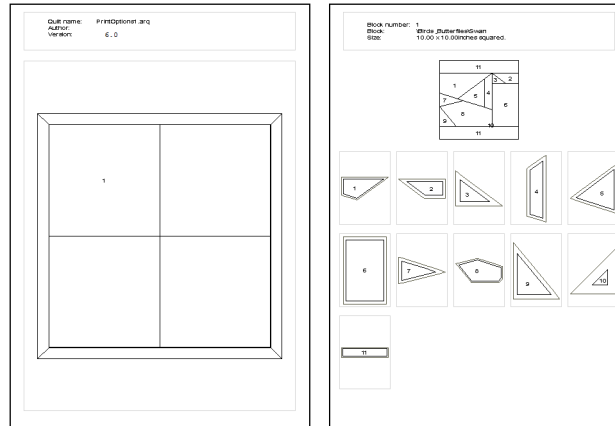 Quilt name: PrintOptions1.arq
Author:
Version: 6.0
1
Block number: 1
Block: \Birds_Butterflies\Swan
Size: 10.00 x 10.00inches squared.
11
1 3 2
7 5 4 6
9 8 10
11
1 2 3 4 5
6 7 8 9 10
11